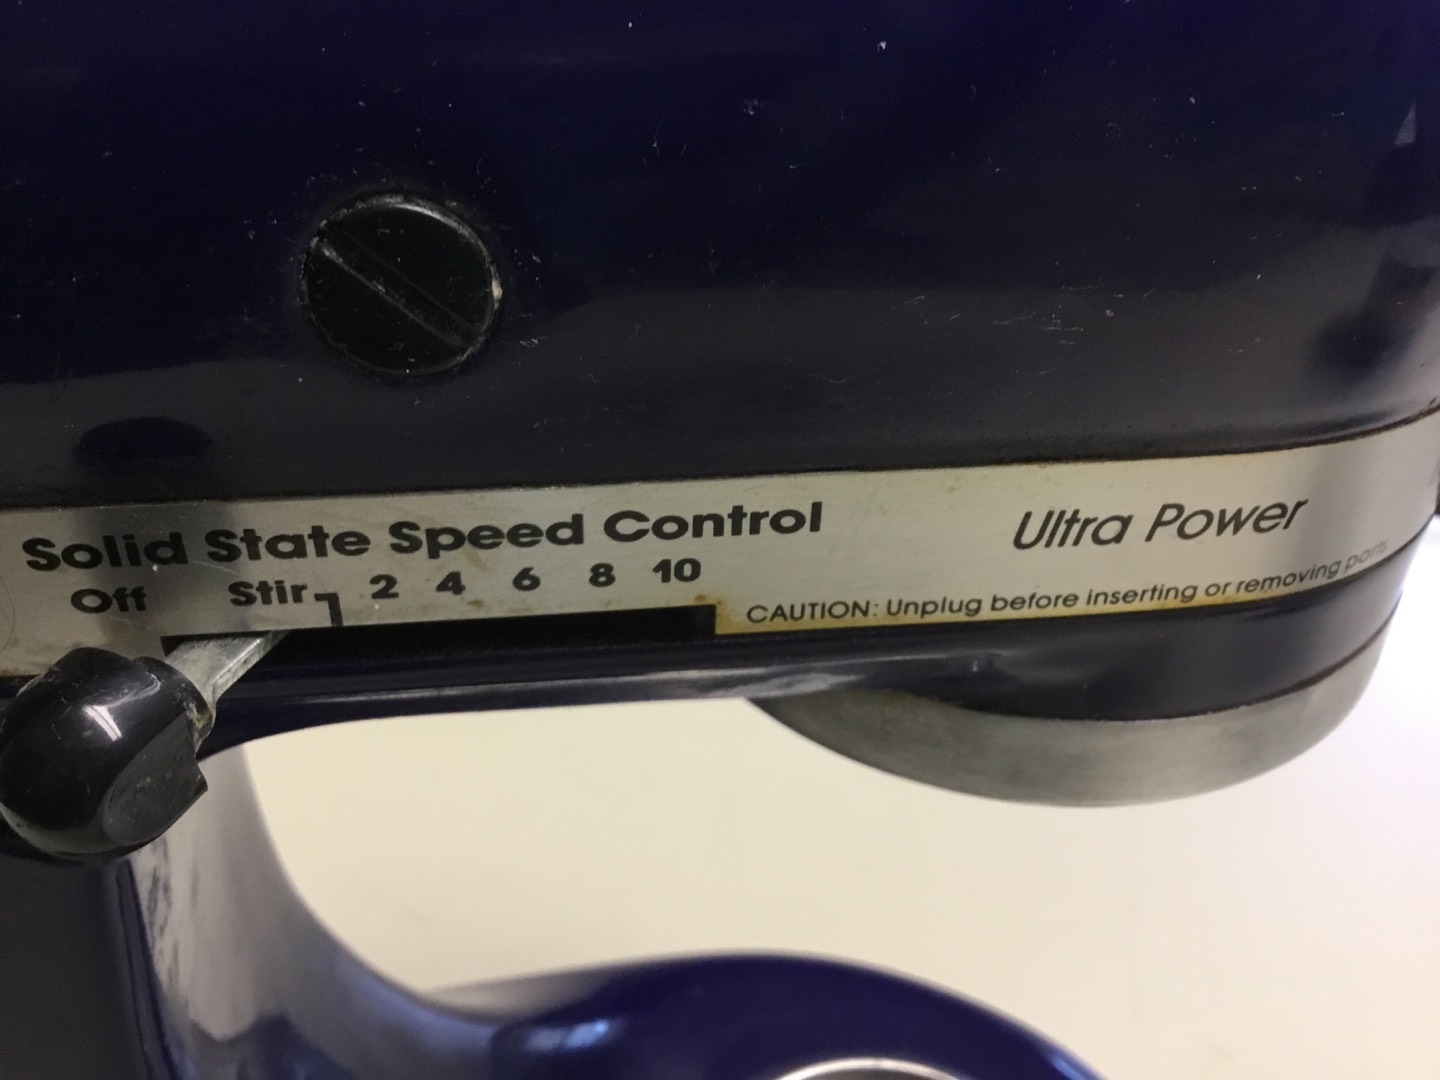 Solid State Speed Control
Off Stir 2 4 6 8 10
Ultra Power
CAUTION: Unplug before inserting or removing parts